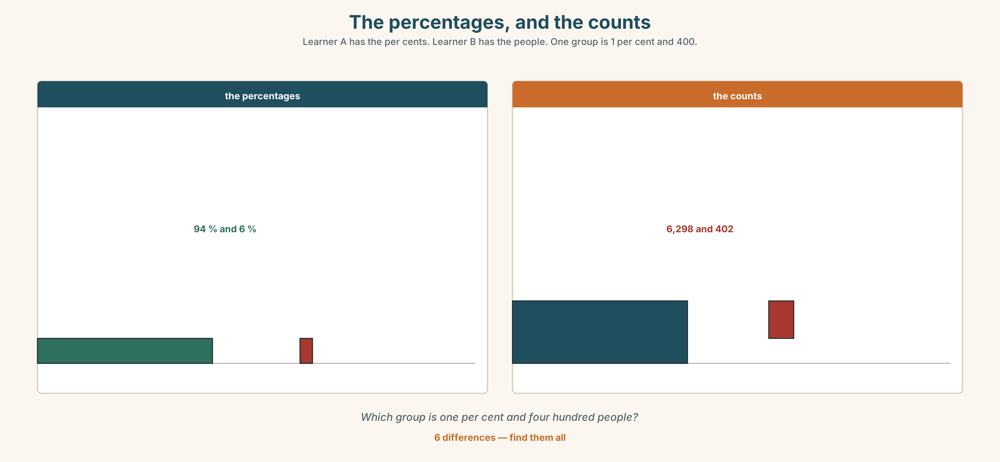 The percentages, and the counts
Learner A has the per cents. Learner B has the people. One group is 1 per cent and 400.
the percentages
the counts
94 % and 6 %
6,298 and 402
Which group is one per cent and four hundred people?
6 differences — find them all